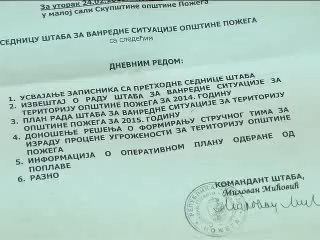 За уторак 24.02.
у малој сали Скупштине општине Пожега
СЕДНИЦУ ШТАБА ЗА ВАНРЕДНЕ СИТУАЦИЈЕ ОПШТИНЕ ПОЖЕГА
са следећим
ДНЕВНИМ РЕДОМ:
1. УСВАЈАЊЕ ЗАПИСНИКА СА ПРЕТХОДНЕ СЕДНИЦЕ ШТАБА
2. ИЗВЕШТАЈ О РАДУ ШТАБА ЗА ВАНРЕДНЕ СИТУАЦИЈЕ ЗА
ТЕРИТОРИЈУ ОПШТИНЕ ПОЖЕГА ЗА 2014. ГОДИНУ
3. ПЛАН РАДА ШТАБА ЗА ВАНРЕДНЕ СИТУАЦИЈЕ ЗА ТЕРИТОРИЈУ
ОПШТИНЕ ПОЖЕГА ЗА 2015. ГОДИНУ
4. ДОНОШЕЊЕ РЕШЕЊА О ФОРМИРАЊУ СТРУЧНОГ ТИМА ЗА
ИЗРАДУ ПРОЦЕНЕ УГРОЖЕНОСТИ ЗА ТЕРИТОРИЈУ ОПШТИНЕ
ПОЖЕГА
5. ИНФОРМАЦИЈА О ОПЕРАТИВНОМ ПЛАНУ ОДБРАНЕ ОД
ПОПЛАВЕ
6. РАЗНО
КОМАНДАНТ ШТАБА,
Милован Мићовић